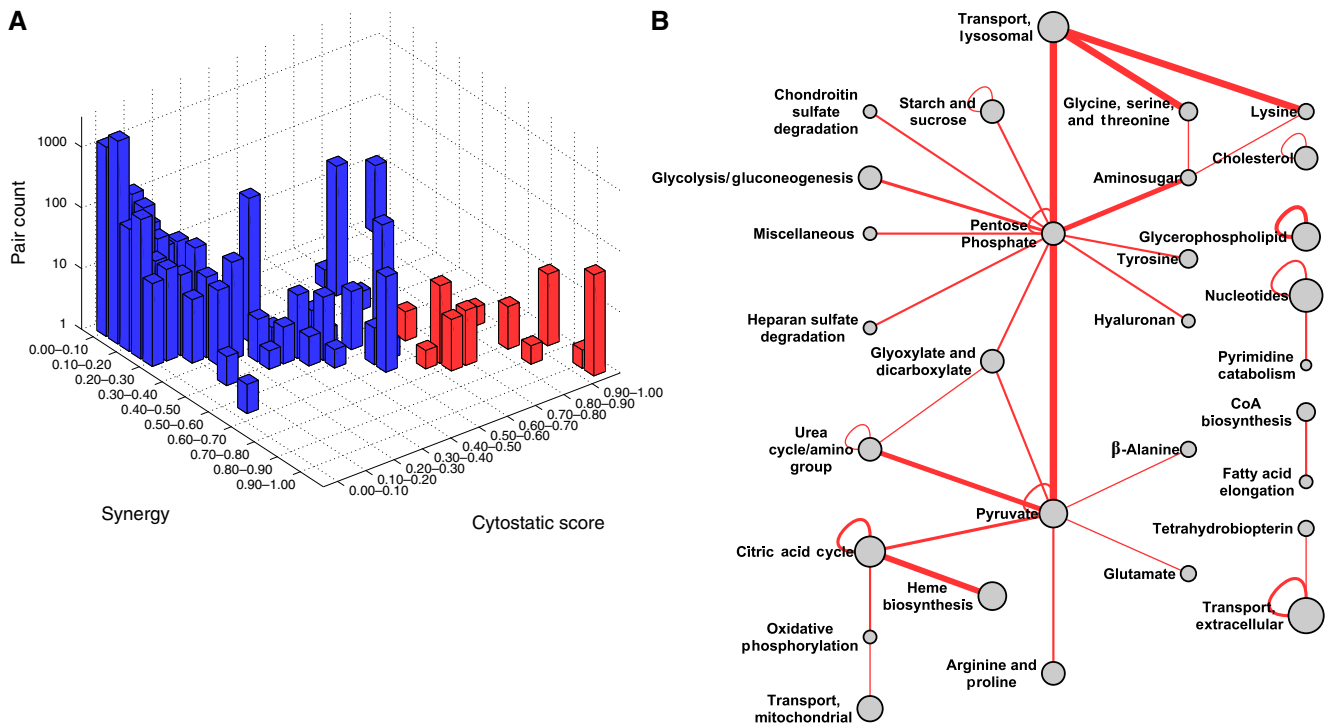 A
Pair count
1000
100
10
1
0.00–0.10
0.10–0.20
0.20–0.30
0.30–0.40
0.40–0.50
0.50–0.60
0.60–0.70
0.70–0.80
0.80–0.90
0.90–1.00
Synergy
0.00–0.10
0.10–0.20
0.20–0.30
0.30–0.40
0.40–0.50
0.50–0.60
0.60–0.70
0.70–0.80
0.80–0.90
0.90–1.00
Cytostatic score
B
Transport,
lysosomal
Chondroitin
sulfate
degradation
Starch and
sucrose
Glycine, serine,
and threonine
Lysine
Cholesterol
Glycolysis/gluconeogenesis
Aminosugar
Miscellaneous
Pentose
Phosphate
Glycerophospholipid
Tyrosine
Nucleotides
Heparan sulfate
degradation
Hyaluronan
Glyoxylate and
dicarboxylate
Pyrimidine
catabolism
CoA
biosynthesis
Urea
cycle/amino
group
β-Alanine
Fatty acid
elongation
Pyruvate
Tetrahydrobiopterin
Citric acid cycle
Glutamate
Heme
biosynthesis
Transport,
extracellular
Oxidative
phosphorylation
Arginine and
proline
Transport,
mitochondrial